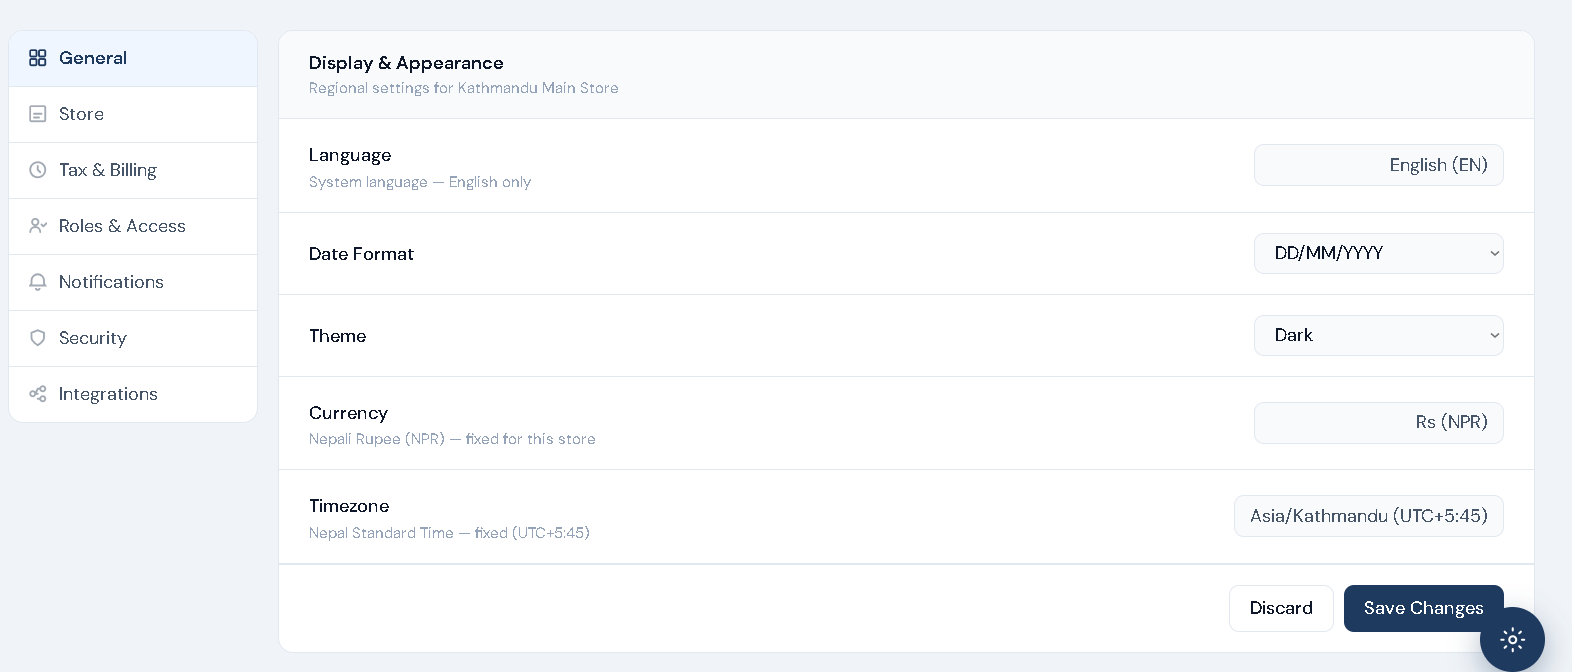 General
Store
Tax & Billing
Roles & Access
Notifications
Security
Integrations
Display & Appearance
Regional settings for Kathmandu Main Store
Language
System language — English only
English (EN)
Date Format
DD/MM/YYYY
Theme
Dark
Currency
Nepali Rupee (NPR) — fixed for this store
Rs (NPR)
Timezone
Nepal Standard Time — fixed (UTC+5:45)
Asia/Kathmandu (UTC+5:45)
Discard
Save Changes